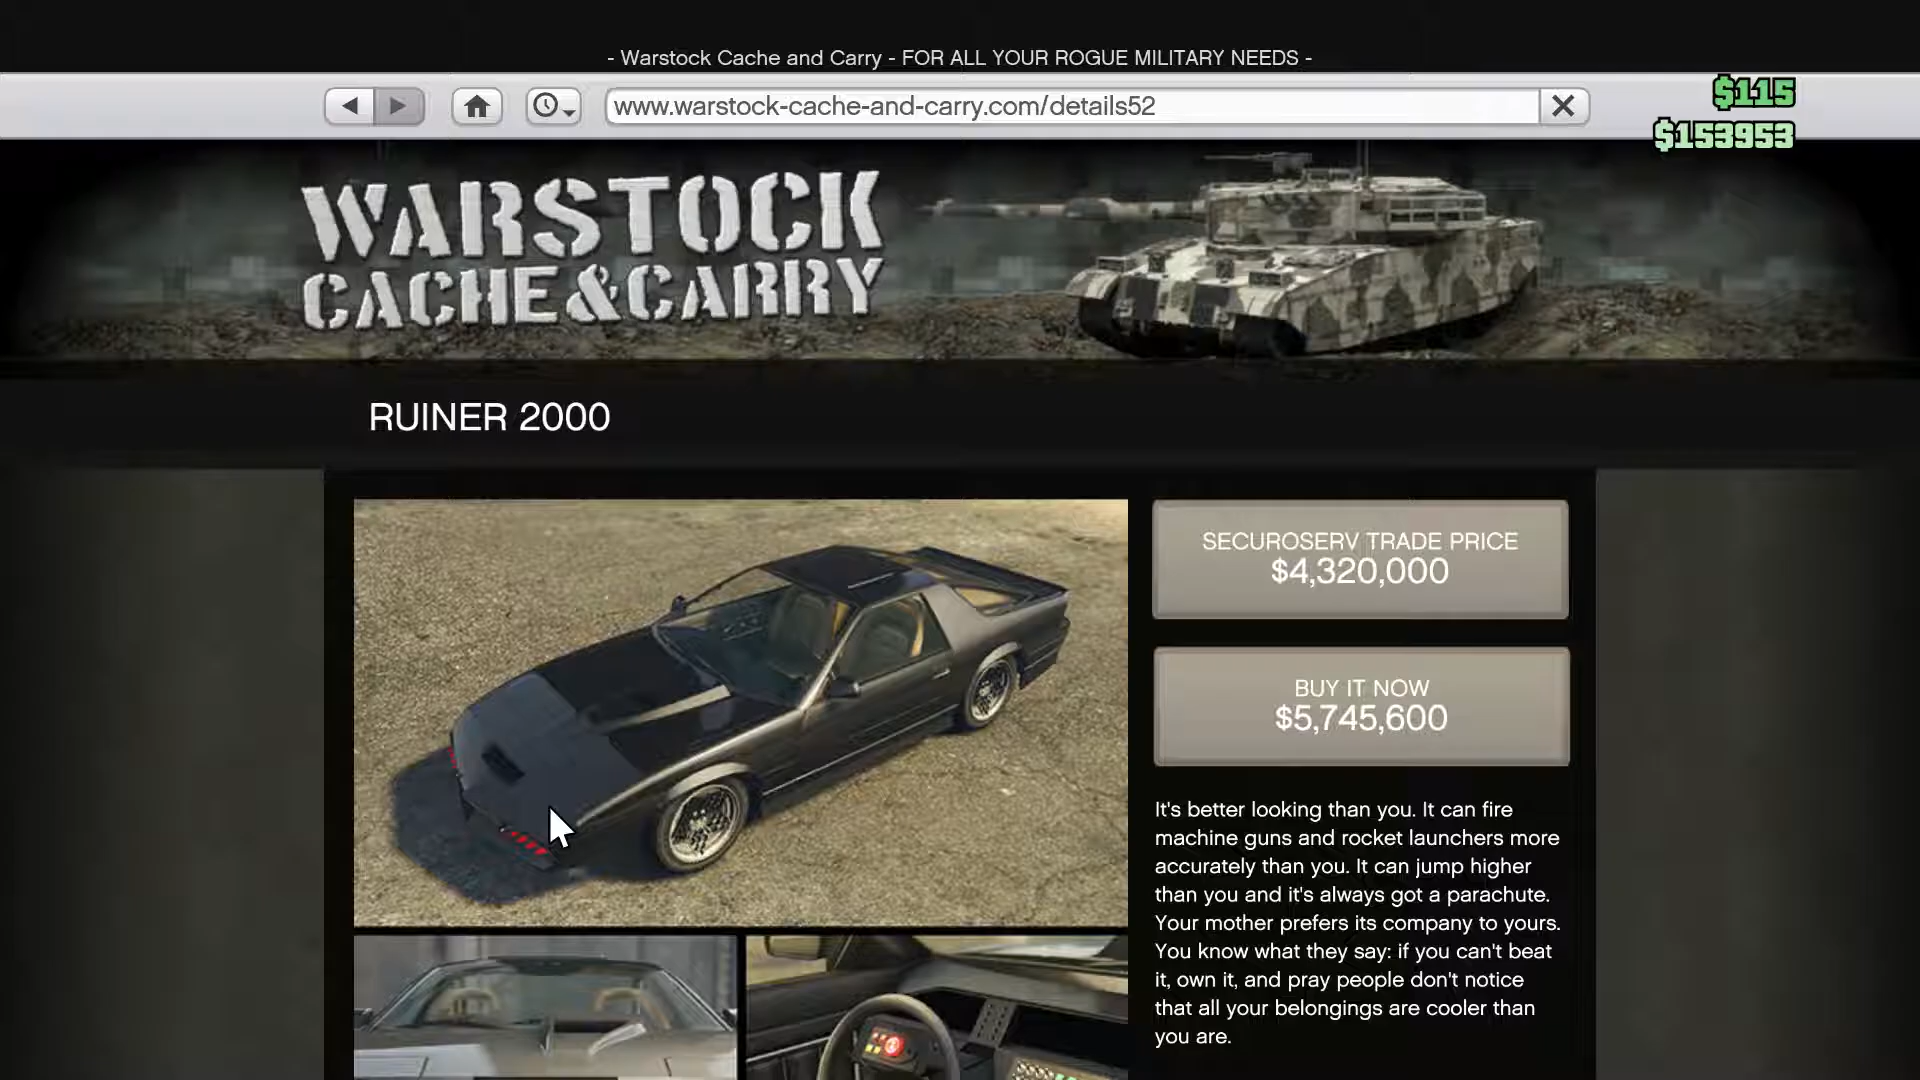 - Warstock Cache and Carry - FOR ALL YOUR ROGUE MILITARY NEEDS -
www.warstock-cache-and-carry.com/details52
$115
$153953
WARSTOCK
CACHE&CARRY
RUINER 2000
SECUROSERV TRADE PRICE
$4,320,000
BUY IT NOW
$5,745,600
It's better looking than you. It can fire
machine guns and rocket launchers more
accurately than you. It can jump higher
than you and it's always got a parachute.
Your mother prefers its company to yours.
You know what they say: if you can't beat
it, own it, and pray people don't notice
that all your belongings are cooler than
you are.